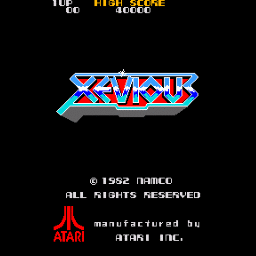 1UP HIGH SCORE
00 40000
XEVIOUS
© 1982 NAMCO
ALL RIGHTS RESERVED
manufactured by
ATARI ATARI INC.